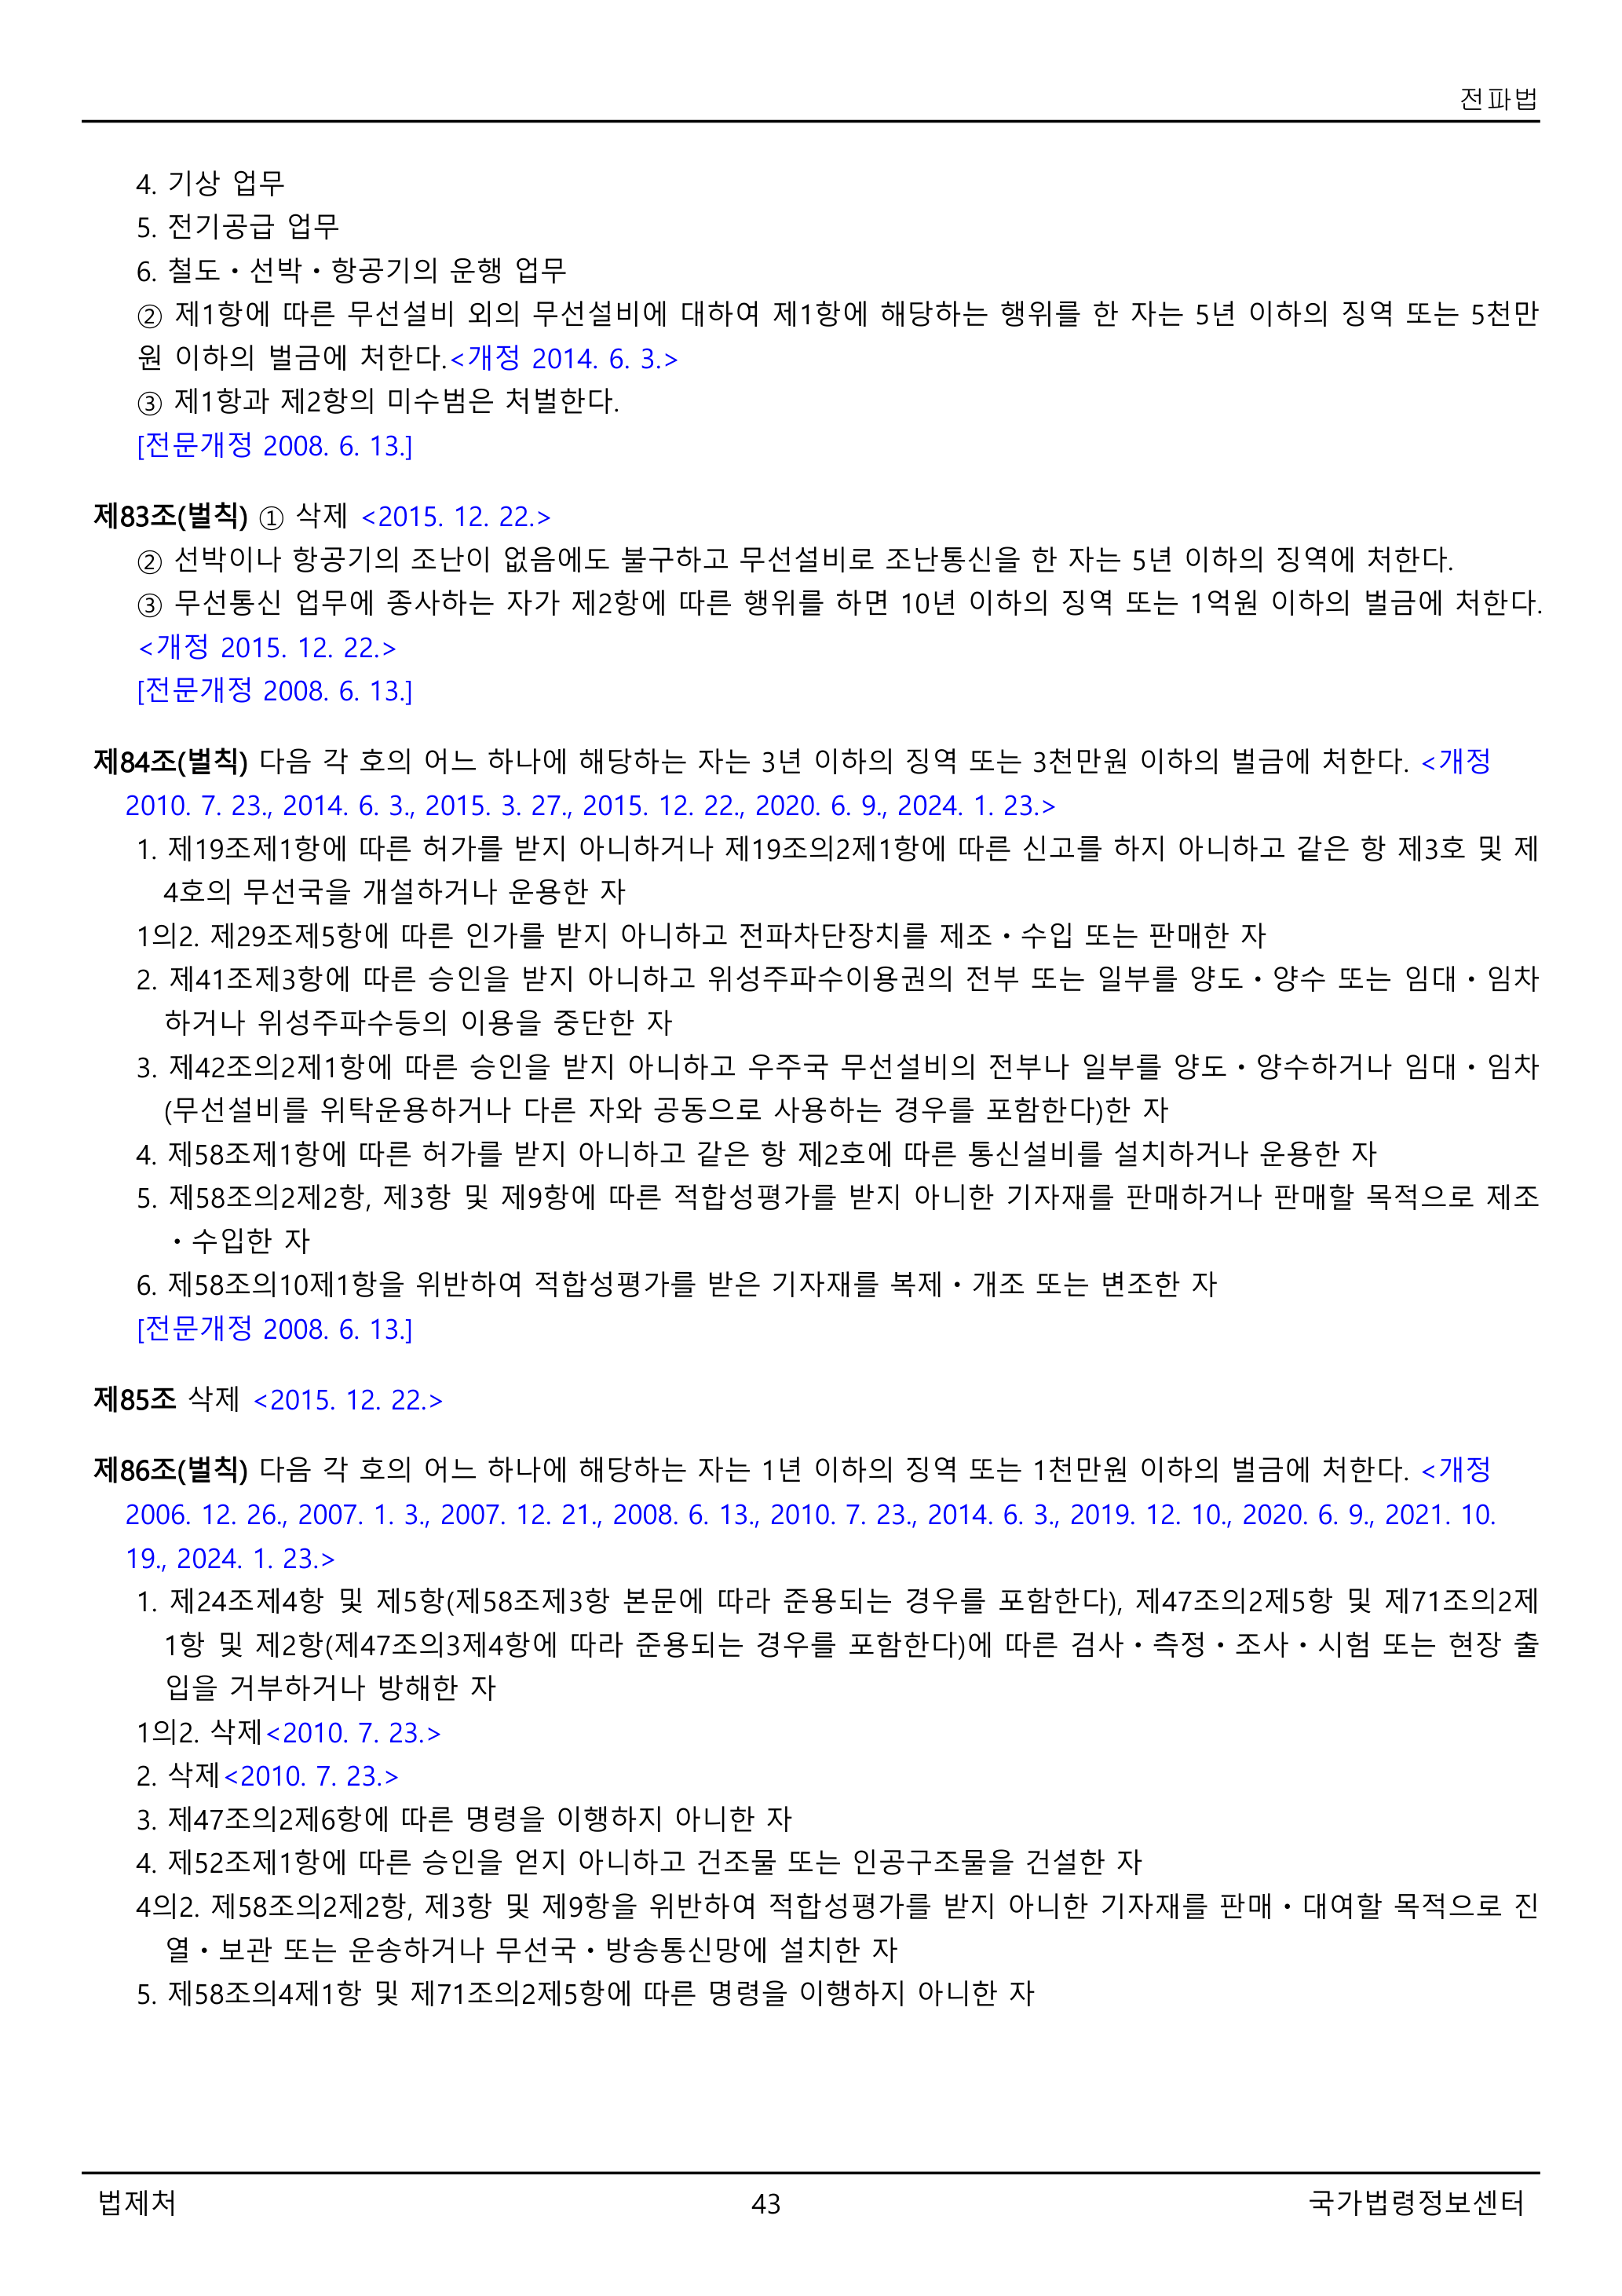 전파법
4. 기상 업무
5. 전기공급 업무
6. 철도ㆍ선박ㆍ항공기의 운행 업무
② 제1항에 따른 무선설비 외의 무선설비에 대하여 제1항에 해당하는 행위를 한 자는 5년 이하의 징역 또는 5천만
원 이하의 벌금에 처한다.<개정 2014. 6. 3.>
③ 제1항과 제2항의 미수범은 처벌한다.
[전문개정 2008. 6. 13.]
제83조(벌칙) ① 삭제 <2015. 12. 22.>
② 선박이나 항공기의 조난이 없음에도 불구하고 무선설비로 조난통신을 한 자는 5년 이하의 징역에 처한다.
③ 무선통신 업무에 종사하는 자가 제2항에 따른 행위를 하면 10년 이하의 징역 또는 1억원 이하의 벌금에 처한다.
<개정 2015. 12. 22.>
[전문개정 2008. 6. 13.]
제84조(벌칙) 다음 각 호의 어느 하나에 해당하는 자는 3년 이하의 징역 또는 3천만원 이하의 벌금에 처한다. <개정
2010. 7. 23., 2014. 6. 3., 2015. 3. 27., 2015. 12. 22., 2020. 6. 9., 2024. 1. 23.>
1. 제19조제1항에 따른 허가를 받지 아니하거나 제19조의2제1항에 따른 신고를 하지 아니하고 같은 항 제3호 및 제
4호의 무선국을 개설하거나 운용한 자
1의2. 제29조제5항에 따른 인가를 받지 아니하고 전파차단장치를 제조ㆍ수입 또는 판매한 자
2. 제41조제3항에 따른 승인을 받지 아니하고 위성주파수이용권의 전부 또는 일부를 양도ㆍ양수 또는 임대ㆍ임차
하거나 위성주파수등의 이용을 중단한 자
3. 제42조의2제1항에 따른 승인을 받지 아니하고 우주국 무선설비의 전부나 일부를 양도ㆍ양수하거나 임대ㆍ임차
(무선설비를 위탁운용하거나 다른 자와 공동으로 사용하는 경우를 포함한다)한 자
4. 제58조제1항에 따른 허가를 받지 아니하고 같은 항 제2호에 따른 통신설비를 설치하거나 운용한 자
5. 제58조의2제2항, 제3항 및 제9항에 따른 적합성평가를 받지 아니한 기자재를 판매하거나 판매할 목적으로 제조
ㆍ수입한 자
6. 제58조의10제1항을 위반하여 적합성평가를 받은 기자재를 복제ㆍ개조 또는 변조한 자
[전문개정 2008. 6. 13.]
제85조 삭제 <2015. 12. 22.>
제86조(벌칙) 다음 각 호의 어느 하나에 해당하는 자는 1년 이하의 징역 또는 1천만원 이하의 벌금에 처한다. <개정
2006. 12. 26., 2007. 1. 3., 2007. 12. 21., 2008. 6. 13., 2010. 7. 23., 2014. 6. 3., 2019. 12. 10., 2020. 6. 9., 2021. 10.
19., 2024. 1. 23.>
1. 제24조제4항 및 제5항(제58조제3항 본문에 따라 준용되는 경우를 포함한다), 제47조의2제5항 및 제71조의2제
1항 및 제2항(제47조의3제4항에 따라 준용되는 경우를 포함한다)에 따른 검사ㆍ측정ㆍ조사ㆍ시험 또는 현장 출
입을 거부하거나 방해한 자
1의2. 삭제<2010. 7. 23.>
2. 삭제<2010. 7. 23.>
3. 제47조의2제6항에 따른 명령을 이행하지 아니한 자
4. 제52조제1항에 따른 승인을 얻지 아니하고 건조물 또는 인공구조물을 건설한 자
4의2. 제58조의2제2항, 제3항 및 제9항을 위반하여 적합성평가를 받지 아니한 기자재를 판매ㆍ대여할 목적으로 진
열ㆍ보관 또는 운송하거나 무선국ㆍ방송통신망에 설치한 자
5. 제58조의4제1항 및 제71조의2제5항에 따른 명령을 이행하지 아니한 자
법제처 43 국가법령정보센터